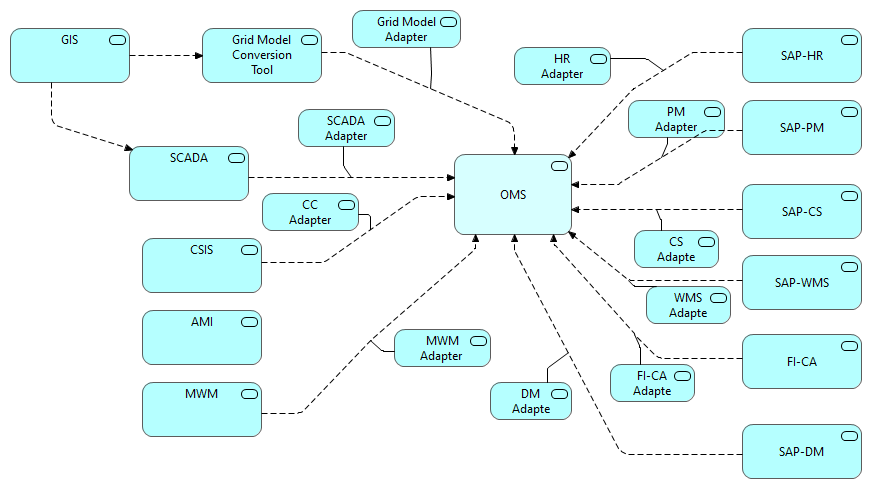 GIS
Grid Model
Conversion
Tool
Grid Model
Adapter
HR
Adapter
SAP-HR
SCADA
Adapter
PM
Adapter
SAP-PM
SCADA
OMS
CC
Adapter
SAP-CS
CS
Adapte
CSIS
SAP-WMS
WMS
Adapte
AMI
MWM
Adapter
FI-CA
FI-CA
Adapte
MWM
DM
Adapte
SAP-DM